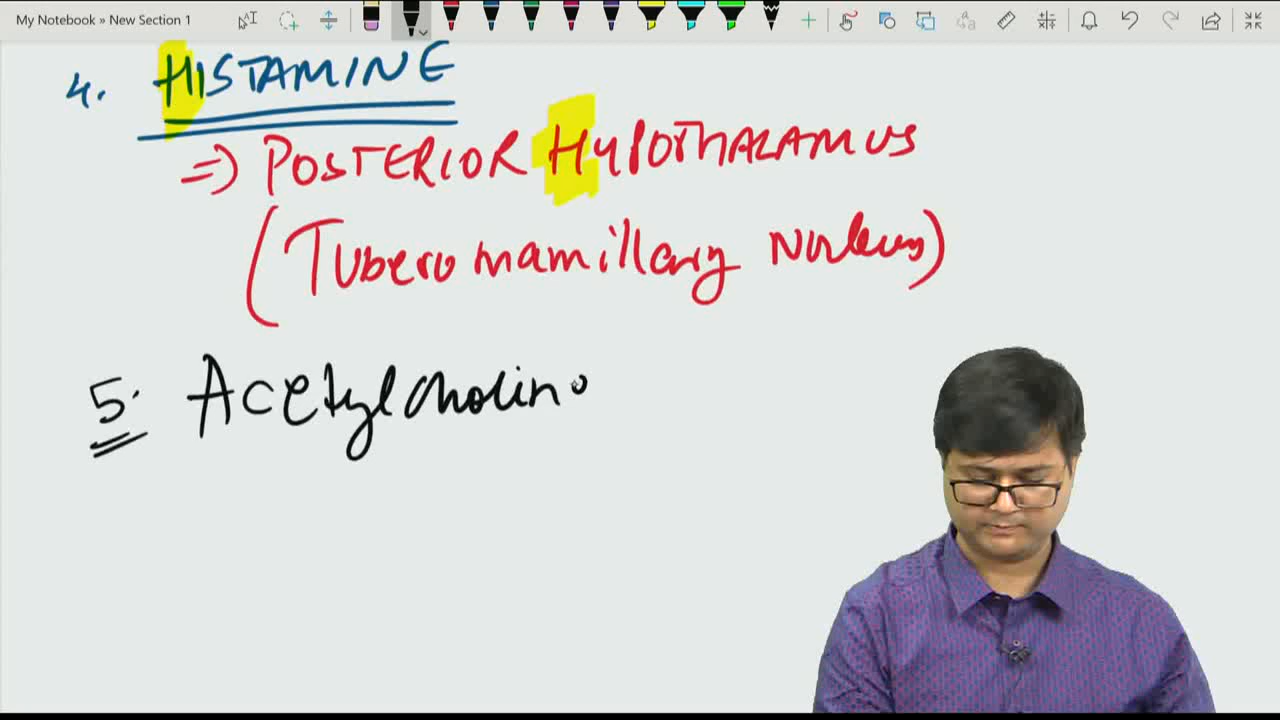 My Notebook » New Section 1
4. HISTAMINE
=> POSTERIOR HYPOTHALAMUS
(Tuberomamillary Nucleus)
5. Acetylcholine